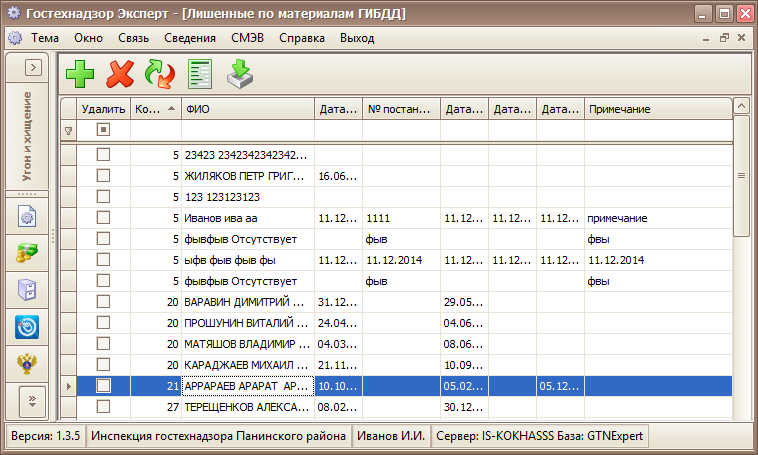 Гостехнадзор Эксперт - [Лишенные по материалам ГИБДД]
Тема Окно Связь Сведения СМЭВ Справка Выход
Угон и хищение
Удалить Ко... ФИО Дата... № постан... Дата... Дата... Дата... Примечание
5 23423 2342342342342...
5 ЖИЛЯКОВ ПЕТР ГРИГ... 16.06...
5 123 123123123
5 Иванов ива аа 11.12... 1111 11.12... 11.12... 11.12... примечание
5 фывфыв Отсутствует фыв фвы
5 ыфв фыв фыв фы 11.12... 11.12.2014 11.12... 11.12... 11.12... 11.12.2014
5 фывфыв Отсутствует фыв фвы
20 ВАРАВИН ДИМИТРИЙ ... 31.12... 29.05...
20 ПРОШУНИН ВИТАЛИЙ ... 24.04... 04.06...
20 МАТЯШОВ ВЛАДИМИР ... 04.03... 08.06...
20 КАРАДЖАЕВ МИХАИЛ ... 21.11... 10.09...
21 АРРАРАЕВ АРАРАТ АР... 10.10... 05.02... 05.12...
27 ТЕРЕЩЕНКОВ АЛЕКСА... 08.02... 30.12...
Версия: 1.3.5 Инспекция гостехнадзора Панинского района Иванов И.И. Сервер: IS-KOKHASSS База: GTNExpert